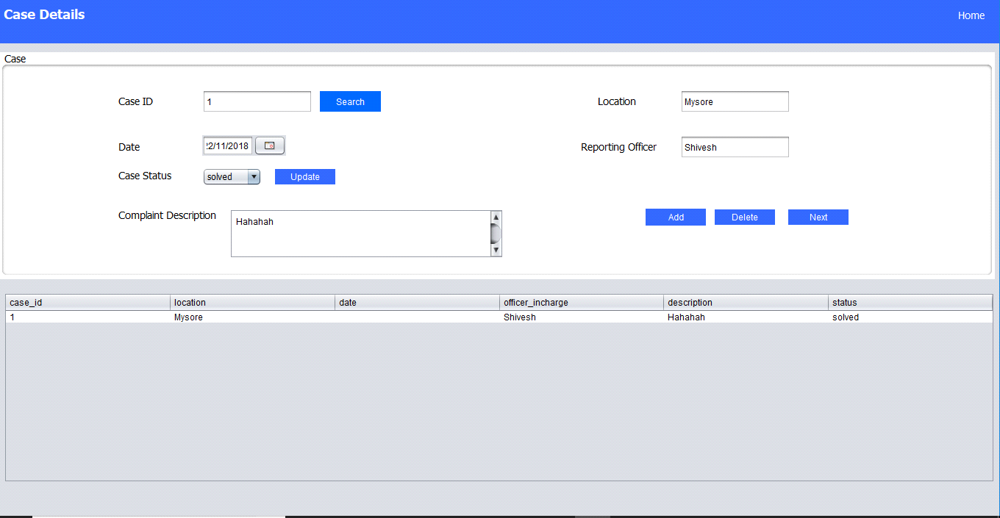 Case Details Home
Case
Case ID 1 Search Location Mysore
Date 2/11/2018 Reporting Officer Shivesh
Case Status solved Update
Complaint Description Hahahah Add Delete Next
case_id location date officer_incharge description status
1 Mysore Shivesh Hahahah solved